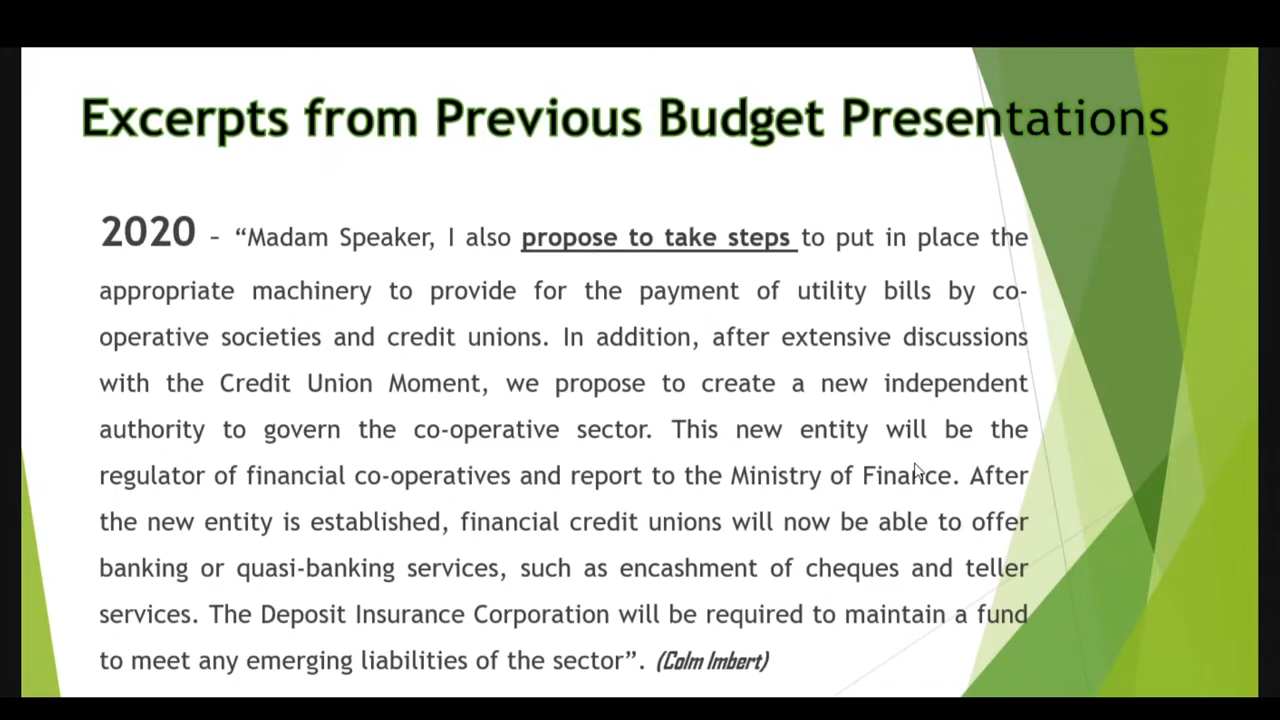 Excerpts from Previous Budget Presentations
2020 – “Madam Speaker, I also propose to take steps to put in place the
appropriate machinery to provide for the payment of utility bills by co-
operative societies and credit unions. In addition, after extensive discussions
with the Credit Union Moment, we propose to create a new independent
authority to govern the co-operative sector. This new entity will be the
regulator of financial co-operatives and report to the Ministry of Finance. After
the new entity is established, financial credit unions will now be able to offer
banking or quasi-banking services, such as encashment of cheques and teller
services. The Deposit Insurance Corporation will be required to maintain a fund
to meet any emerging liabilities of the sector”. (Colm Imbert)